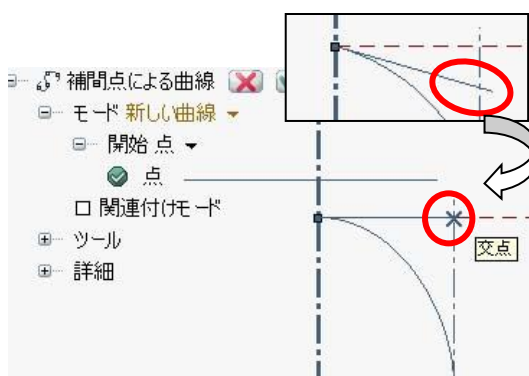 補間点による曲線
モード 新しい曲線
開始 点
点
関連付けモード
ツール
詳細
交点